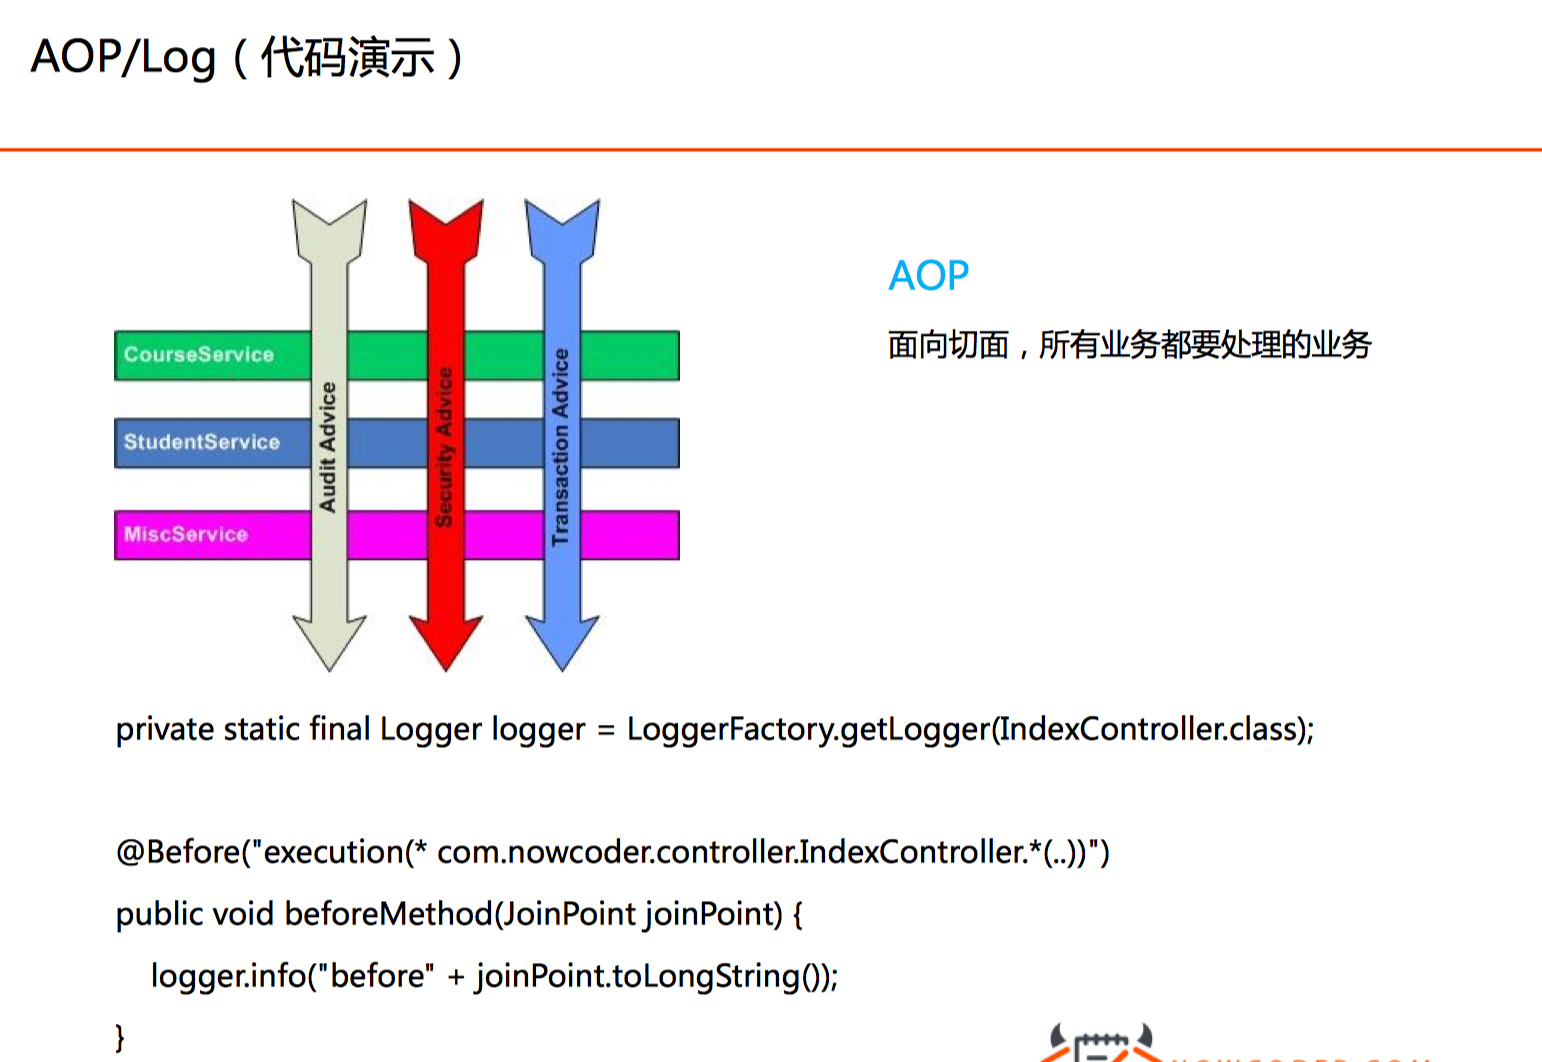 AOP/Log（代码演示）
AOP
面向切面，所有业务都要处理的业务
CourseService
StudentService
MiscService
Audit Advice
Security Advice
Transaction Advice
private static final Logger logger = LoggerFactory.getLogger(IndexController.class);
@Before("execution(* com.nowcoder.controller.IndexController.*(..))")
public void beforeMethod(JoinPoint joinPoint) {
logger.info("before" + joinPoint.toLongString());
}